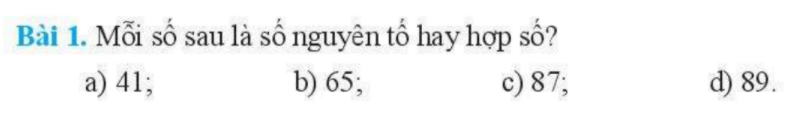 Bài 1. Mỗi số sau là số nguyên tố hay hợp số?
a) 41; b) 65; c) 87; d) 89.